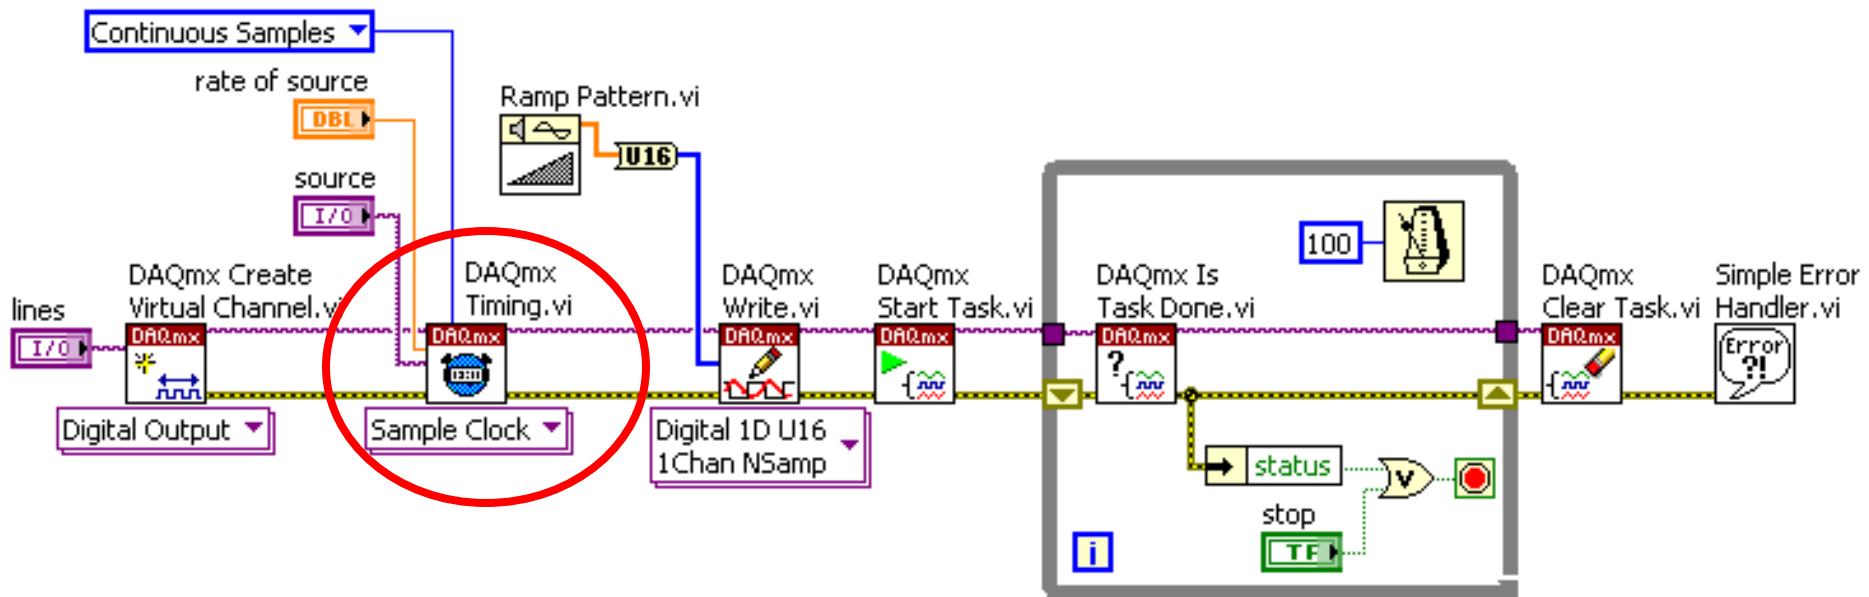 Continuous Samples
rate of source
DBL
source
I/O
lines
I/O
DAQmx Create
Virtual Channel.vi
DAQmx
Digital Output
DAQmx
Timing.vi
DAQmx
Sample Clock
Ramp Pattern.vi
U16
DAQmx
Write.vi
DAQmx
Digital 1D U16
1Chan NSamp
DAQmx
Start Task.vi
DAQmx
DAQmx Is
Task Done.vi
DAQmx
?
100
status
V
stop
TF
i
DAQmx
Clear Task.vi
DAQmx
Simple Error
Handler.vi
Error
?!